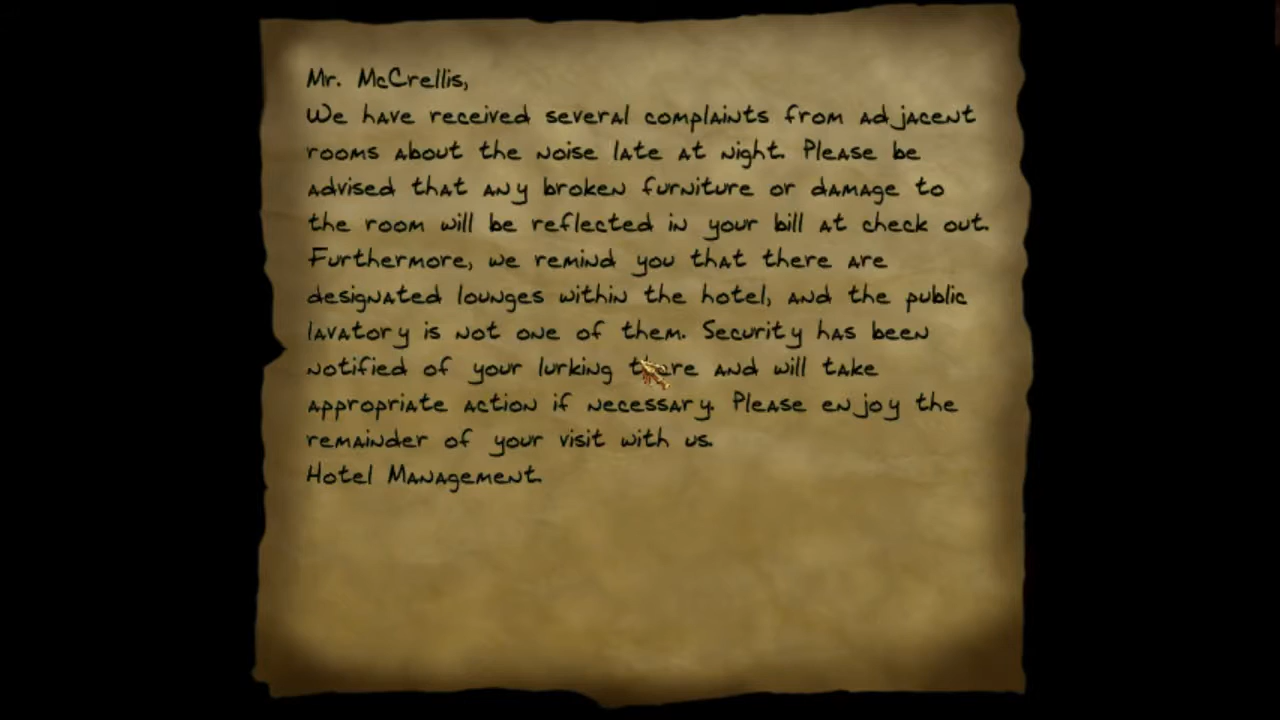 Mr. McCrellis,
We have received several complaints from adjacent
rooms about the noise late at night. Please be
advised that any broken furniture or damage to
the room will be reflected in your bill at check out.
Furthermore, we remind you that there are
designated lounges within the hotel, and the public
lavatory is not one of them. Security has been
notified of your lurking there and will take
appropriate action if necessary. Please enjoy the
remainder of your visit with us.
Hotel Management.